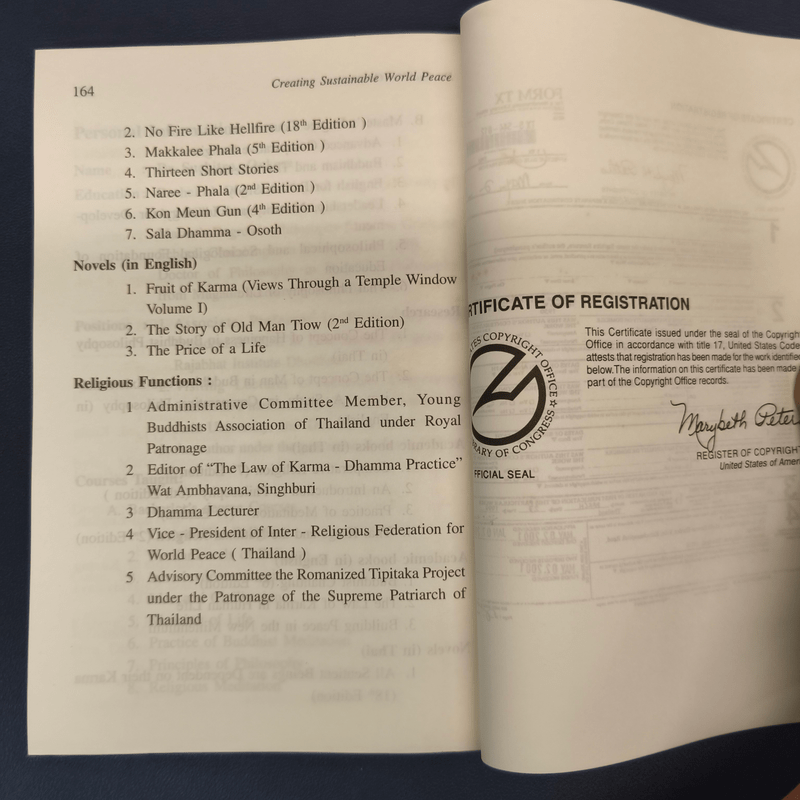 164
Creating Sustainable World Peace
2. No Fire Like Hellfire (18th Edition )
3. Makkalee Phala (5th Edition )
4. Thirteen Short Stories
5. Naree - Phala (2nd Edition )
6. Kon Meun Gun (4th Edition )
7. Sala Dhamma - Osoth
Novels (in English)
1. Fruit of Karma (Views Through a Temple Window
Volume I)
2. The Story of Old Man Tiow (2nd Edition)
3. The Price of a Life
Religious Functions :
1 Administrative Committee Member, Young
Buddhists Association of Thailand under Royal
Patronage
2 Editor of “The Law of Karma - Dhamma Practice”
Wat Ambhavana, Singhburi
3 Dhamma Lecturer
4 Vice - President of Inter - Religious Federation for
World Peace ( Thailand )
5 Advisory Committee the Romanized Tipitaka Project
under the Patronage of the Supreme Patriarch of
Thailand
RTIFICATE OF REGISTRATION
TES COPYRIGHT OFFICE
RARY OF CONGRESS
FFICIAL SEAL
This Certificate issued under the seal of the Copyright
Office in accordance with title 17, United States Code
attests that registration has been made for the work identified
below.The information on this certificate has been made
part of the Copyright Office records.
Marybeth Peter
REGISTER OF COPYRIGHT
United States of Amer